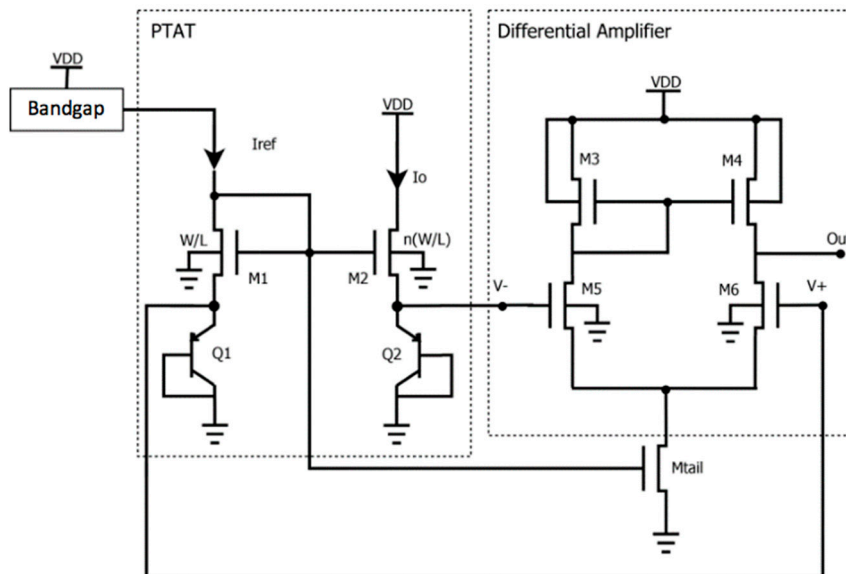 PTAT
Differential Amplifier
VDD
Bandgap
VDD
VDD
Iref
Io
M3
M4
W/L
n(W/L)
M1
M2
V-
M5
M6
V+
Ou
Q1
Q2
Mtail